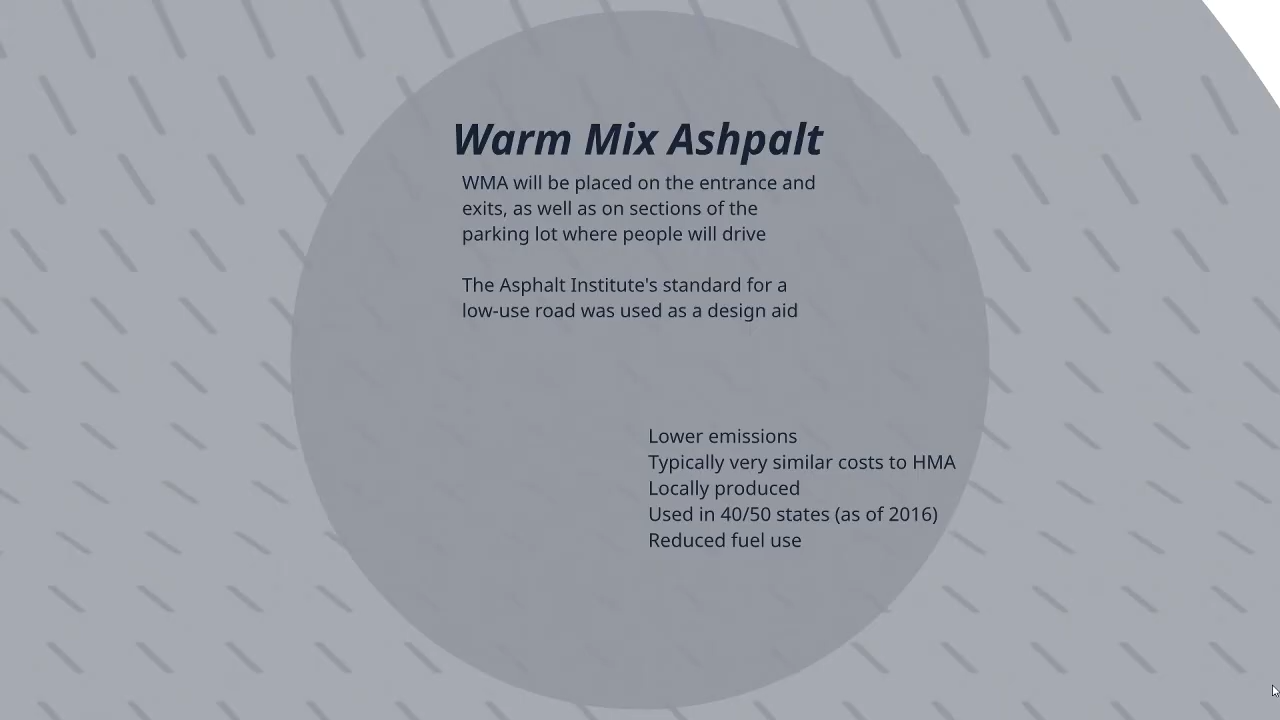 Warm Mix Ashpalt
WMA will be placed on the entrance and
exits, as well as on sections of the
parking lot where people will drive
The Asphalt Institute's standard for a
low-use road was used as a design aid
Lower emissions
Typically very similar costs to HMA
Locally produced
Used in 40/50 states (as of 2016)
Reduced fuel use